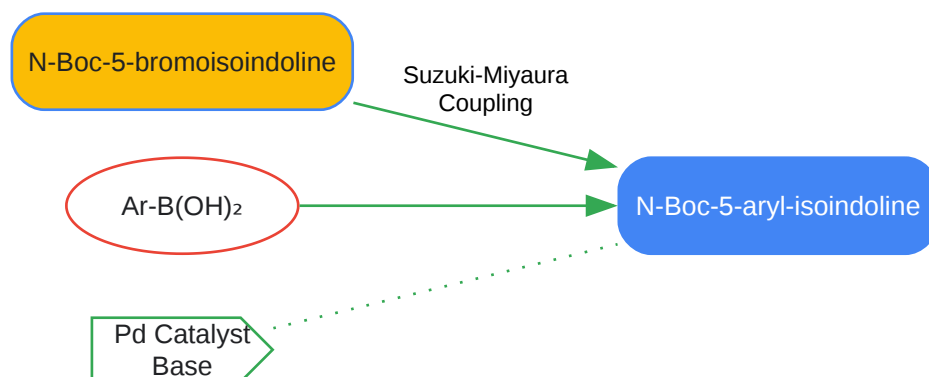 N-Boc-5-bromoisoindoline
Suzuki-Miyaura
Coupling
Ar-B(OH)₂
N-Boc-5-aryl-isoindoline
Pd Catalyst
Base